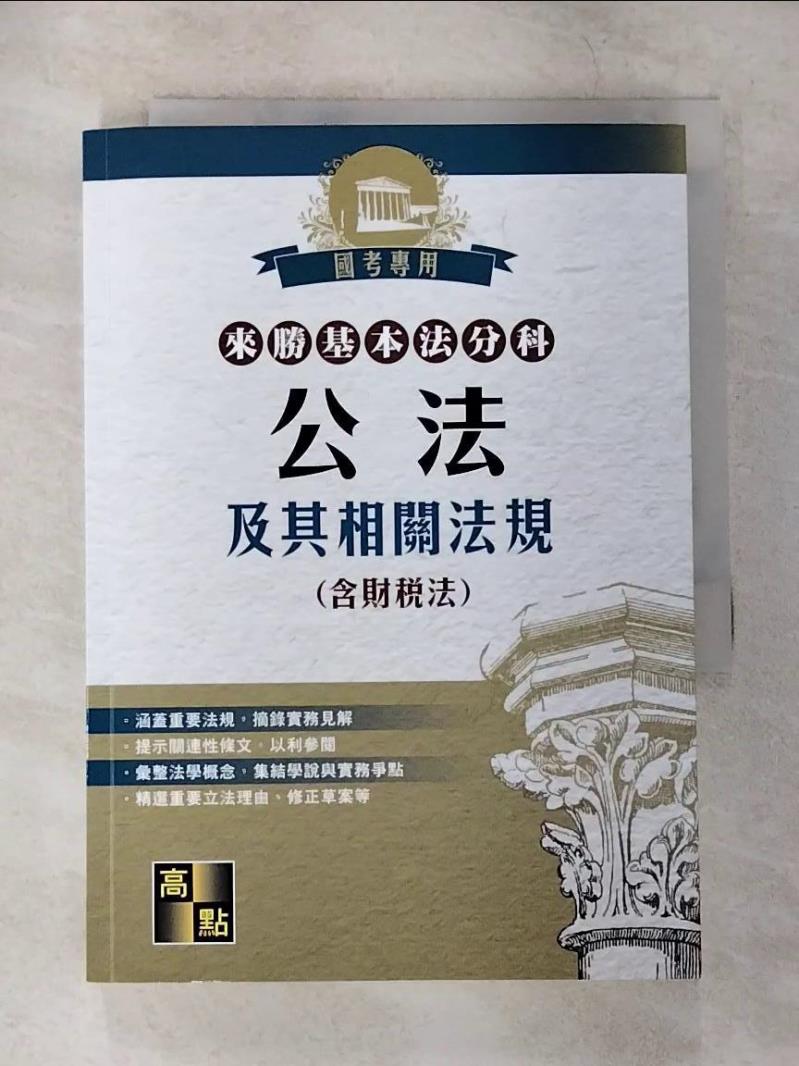 國考專用
來勝基本法分科
公法
及其相關法規
(含財稅法)
·涵蓋重要法規，摘錄實務見解
·提示關連性條文，以利參閱
·彙整法學概念，集結學說與實務爭點
·精選重要立法理由、修正草案等
高點